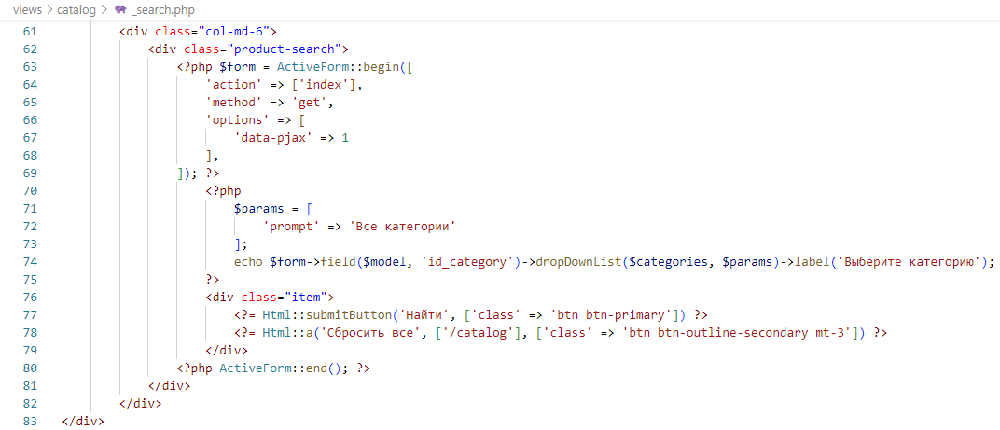 views > catalog > _search.php
61 <div class="col-md-6">
62 <div class="product-search">
63 <?php $form = ActiveForm::begin([
64 'action' => ['index'],
65 'method' => 'get',
66 'options' => [
67 'data-pjax' => 1
68 ],
69 ]); ?>
70 <?php
71 $params = [
72 'prompt' => 'Все категории'
73 ];
74 echo $form->field($model, 'id_category')->dropDownList($categories, $params)->label('Выберите категорию');
75 ?>
76 <div class="item">
77 <?= Html::submitButton('Найти', ['class' => 'btn btn-primary']) ?>
78 <?= Html::a('Сбросить все', ['/catalog'], ['class' => 'btn btn-outline-secondary mt-3']) ?>
79 </div>
80 <?php ActiveForm::end(); ?>
81 </div>
82 </div>
83 </div>